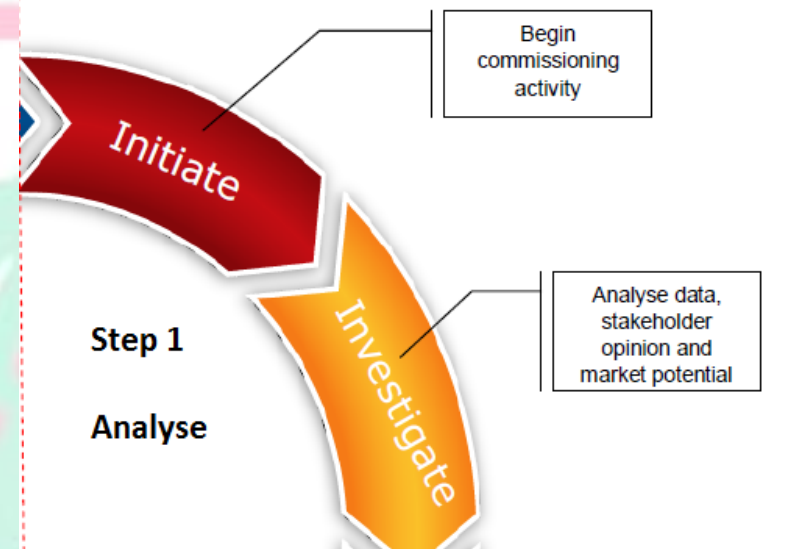 Begin
commissioning
activity
Initiate
Analyse data,
stakeholder
opinion and
market potential
Investigate
Step 1
Analyse